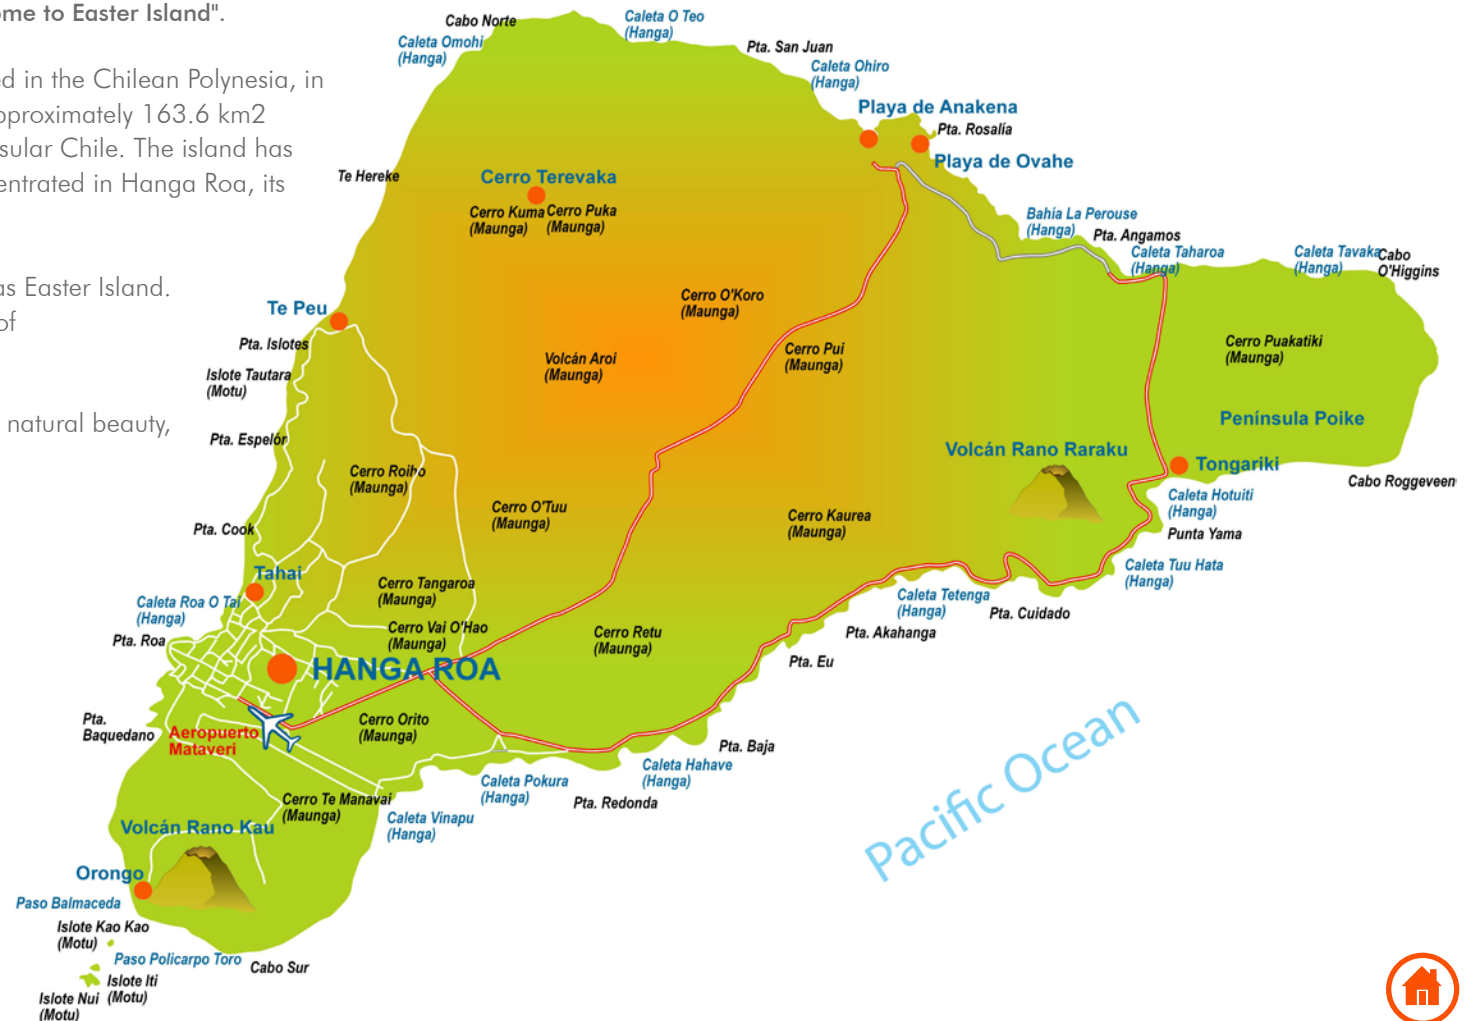 ome to Easter Island".
ed in the Chilean Polynesia, in
pproximately 163.6 km2
sular Chile. The island has
entrated in Hanga Roa, its
as Easter Island.
of
natural beauty,
Cabo Norte
Caleta Omohi
(Hanga)
Caleta O Teo
(Hanga)
Pta. San Juan
Caleta Ohiro
(Hanga)
Playa de Anakena
Pta. Rosalía
Playa de Ovahe
Te Hereke
Cerro Terevaka
Cerro Kuma
(Maunga)
Cerro Puka
(Maunga)
Bahía La Perouse
(Hanga)
Pta. Angamos
Caleta Taharoa
(Hanga)
Caleta Tavaka
(Hanga)
Cabo
O'Higgins
Te Peu
Cerro O'Koro
(Maunga)
Pta. Islotes
Cerro Pui
(Maunga)
Cerro Puakatiki
(Maunga)
Volcán Aroi
(Maunga)
Islote Tautara
(Motu)
Península Poike
Pta. Espelór
Volcán Rano Raraku
Tongariki
Cerro Roiho
(Maunga)
Cabo Roggeveen
Caleta Hotuiti
(Hanga)
Cerro O'Tuu
(Maunga)
Cerro Kaurea
(Maunga)
Pta. Cook
Punta Yama
Tahai
Caleta Tuu Hata
(Hanga)
Cerro Tangaroa
(Maunga)
Caleta Tetenga
(Hanga)
Caleta Roa O Tai
(Hanga)
Pta. Cuidado
Cerro Vai O'Hao
(Maunga)
Cerro Retu
(Maunga)
Pta. Akahanga
Pta. Roa
Pta. Eu
HANGA ROA
Pta.
Baquedano
Aeropuerto
Mataveri
Cerro Orito
(Maunga)
Pta. Baja
Caleta Hahave
(Hanga)
Caleta Pokura
(Hanga)
Pta. Redonda
Pacific Ocean
Cerro Te Manavai
(Maunga)
Caleta Vinapu
(Hanga)
Volcán Rano Kau
Orongo
Paso Balmaceda
Islote Kao Kao
(Motu)
Paso Policarpo Toro
Cabo Sur
Islote Iti
(Motu)
Islote Nui
(Motu)